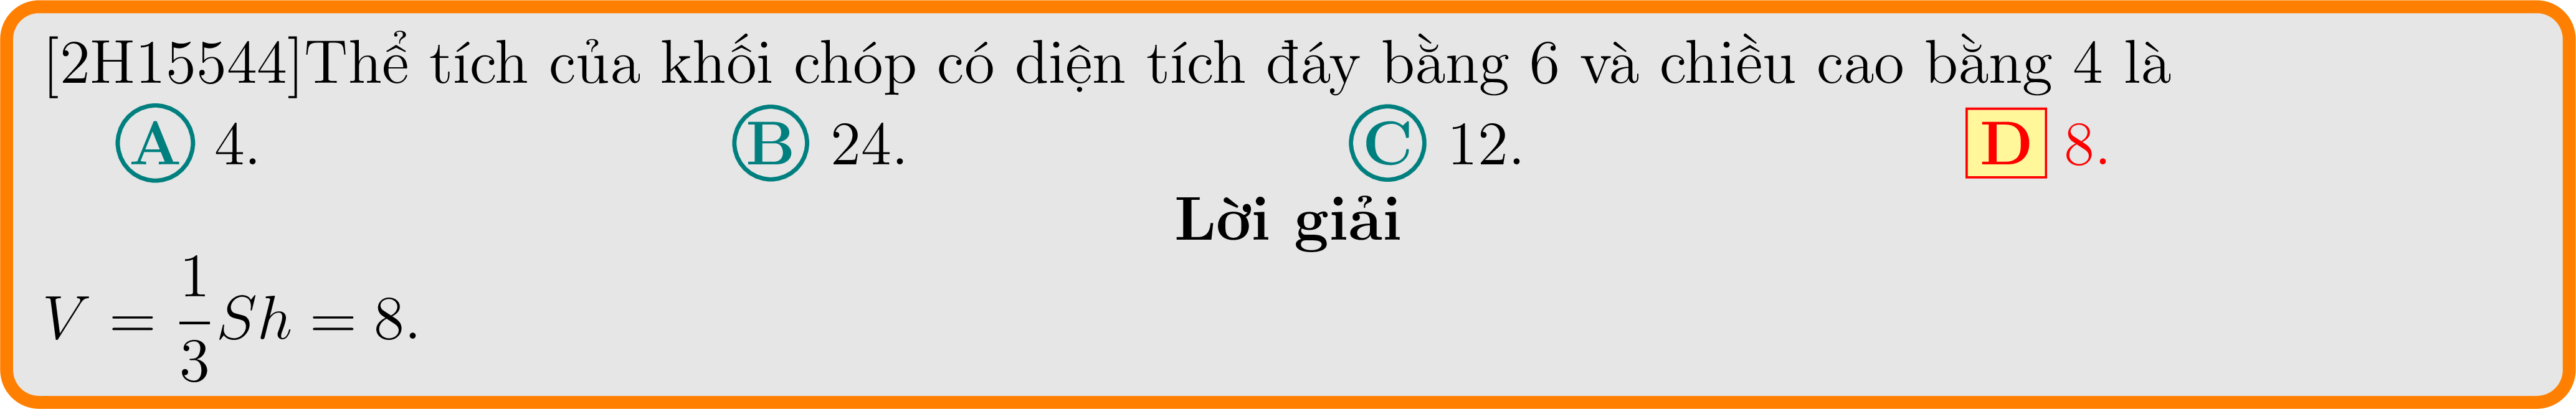 [2H15544]Thể tích của khối chóp có diện tích đáy bằng 6 và chiều cao bằng 4 là
A 4. B 24. C 12. D 8.
Lời giải
V = \frac{1}{3}Sh = 8.